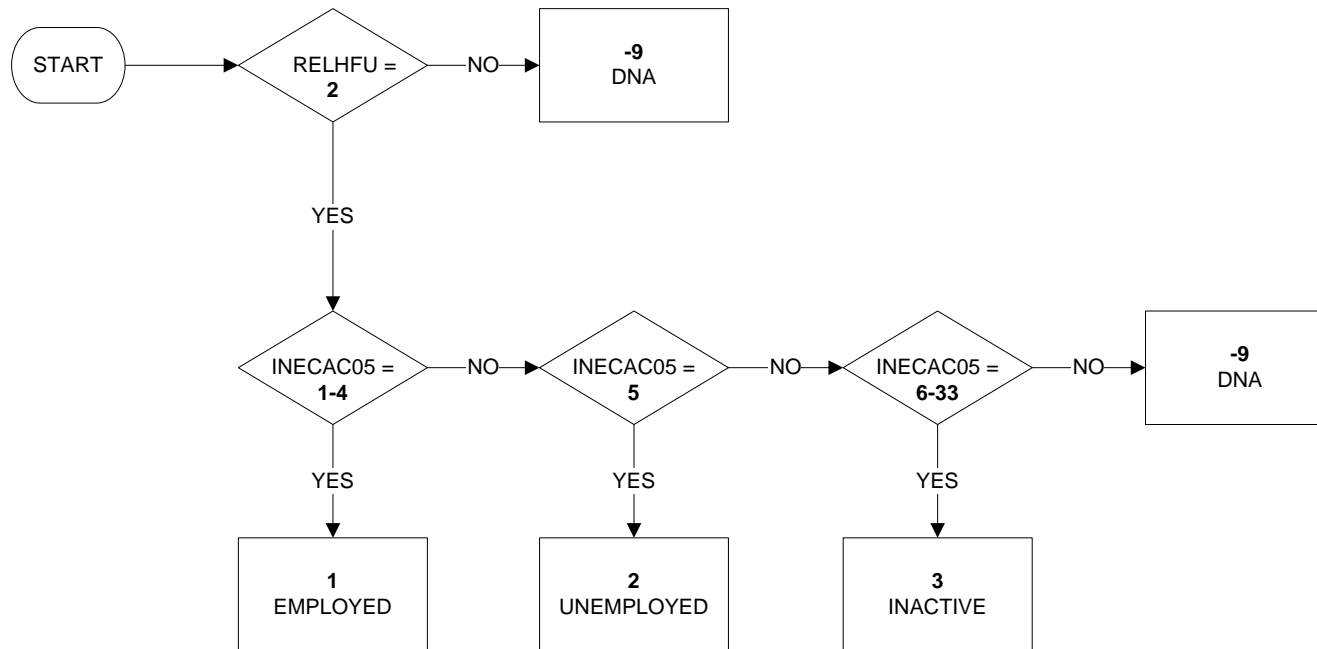 START
RELHFU =
2
NO
-9
DNA
YES
INECAC05 =
1-4
NO
INECAC05 =
5
NO
INECAC05 =
6-33
NO
-9
DNA
YES
YES
YES
1
EMPLOYED
2
UNEMPLOYED
3
INACTIVE